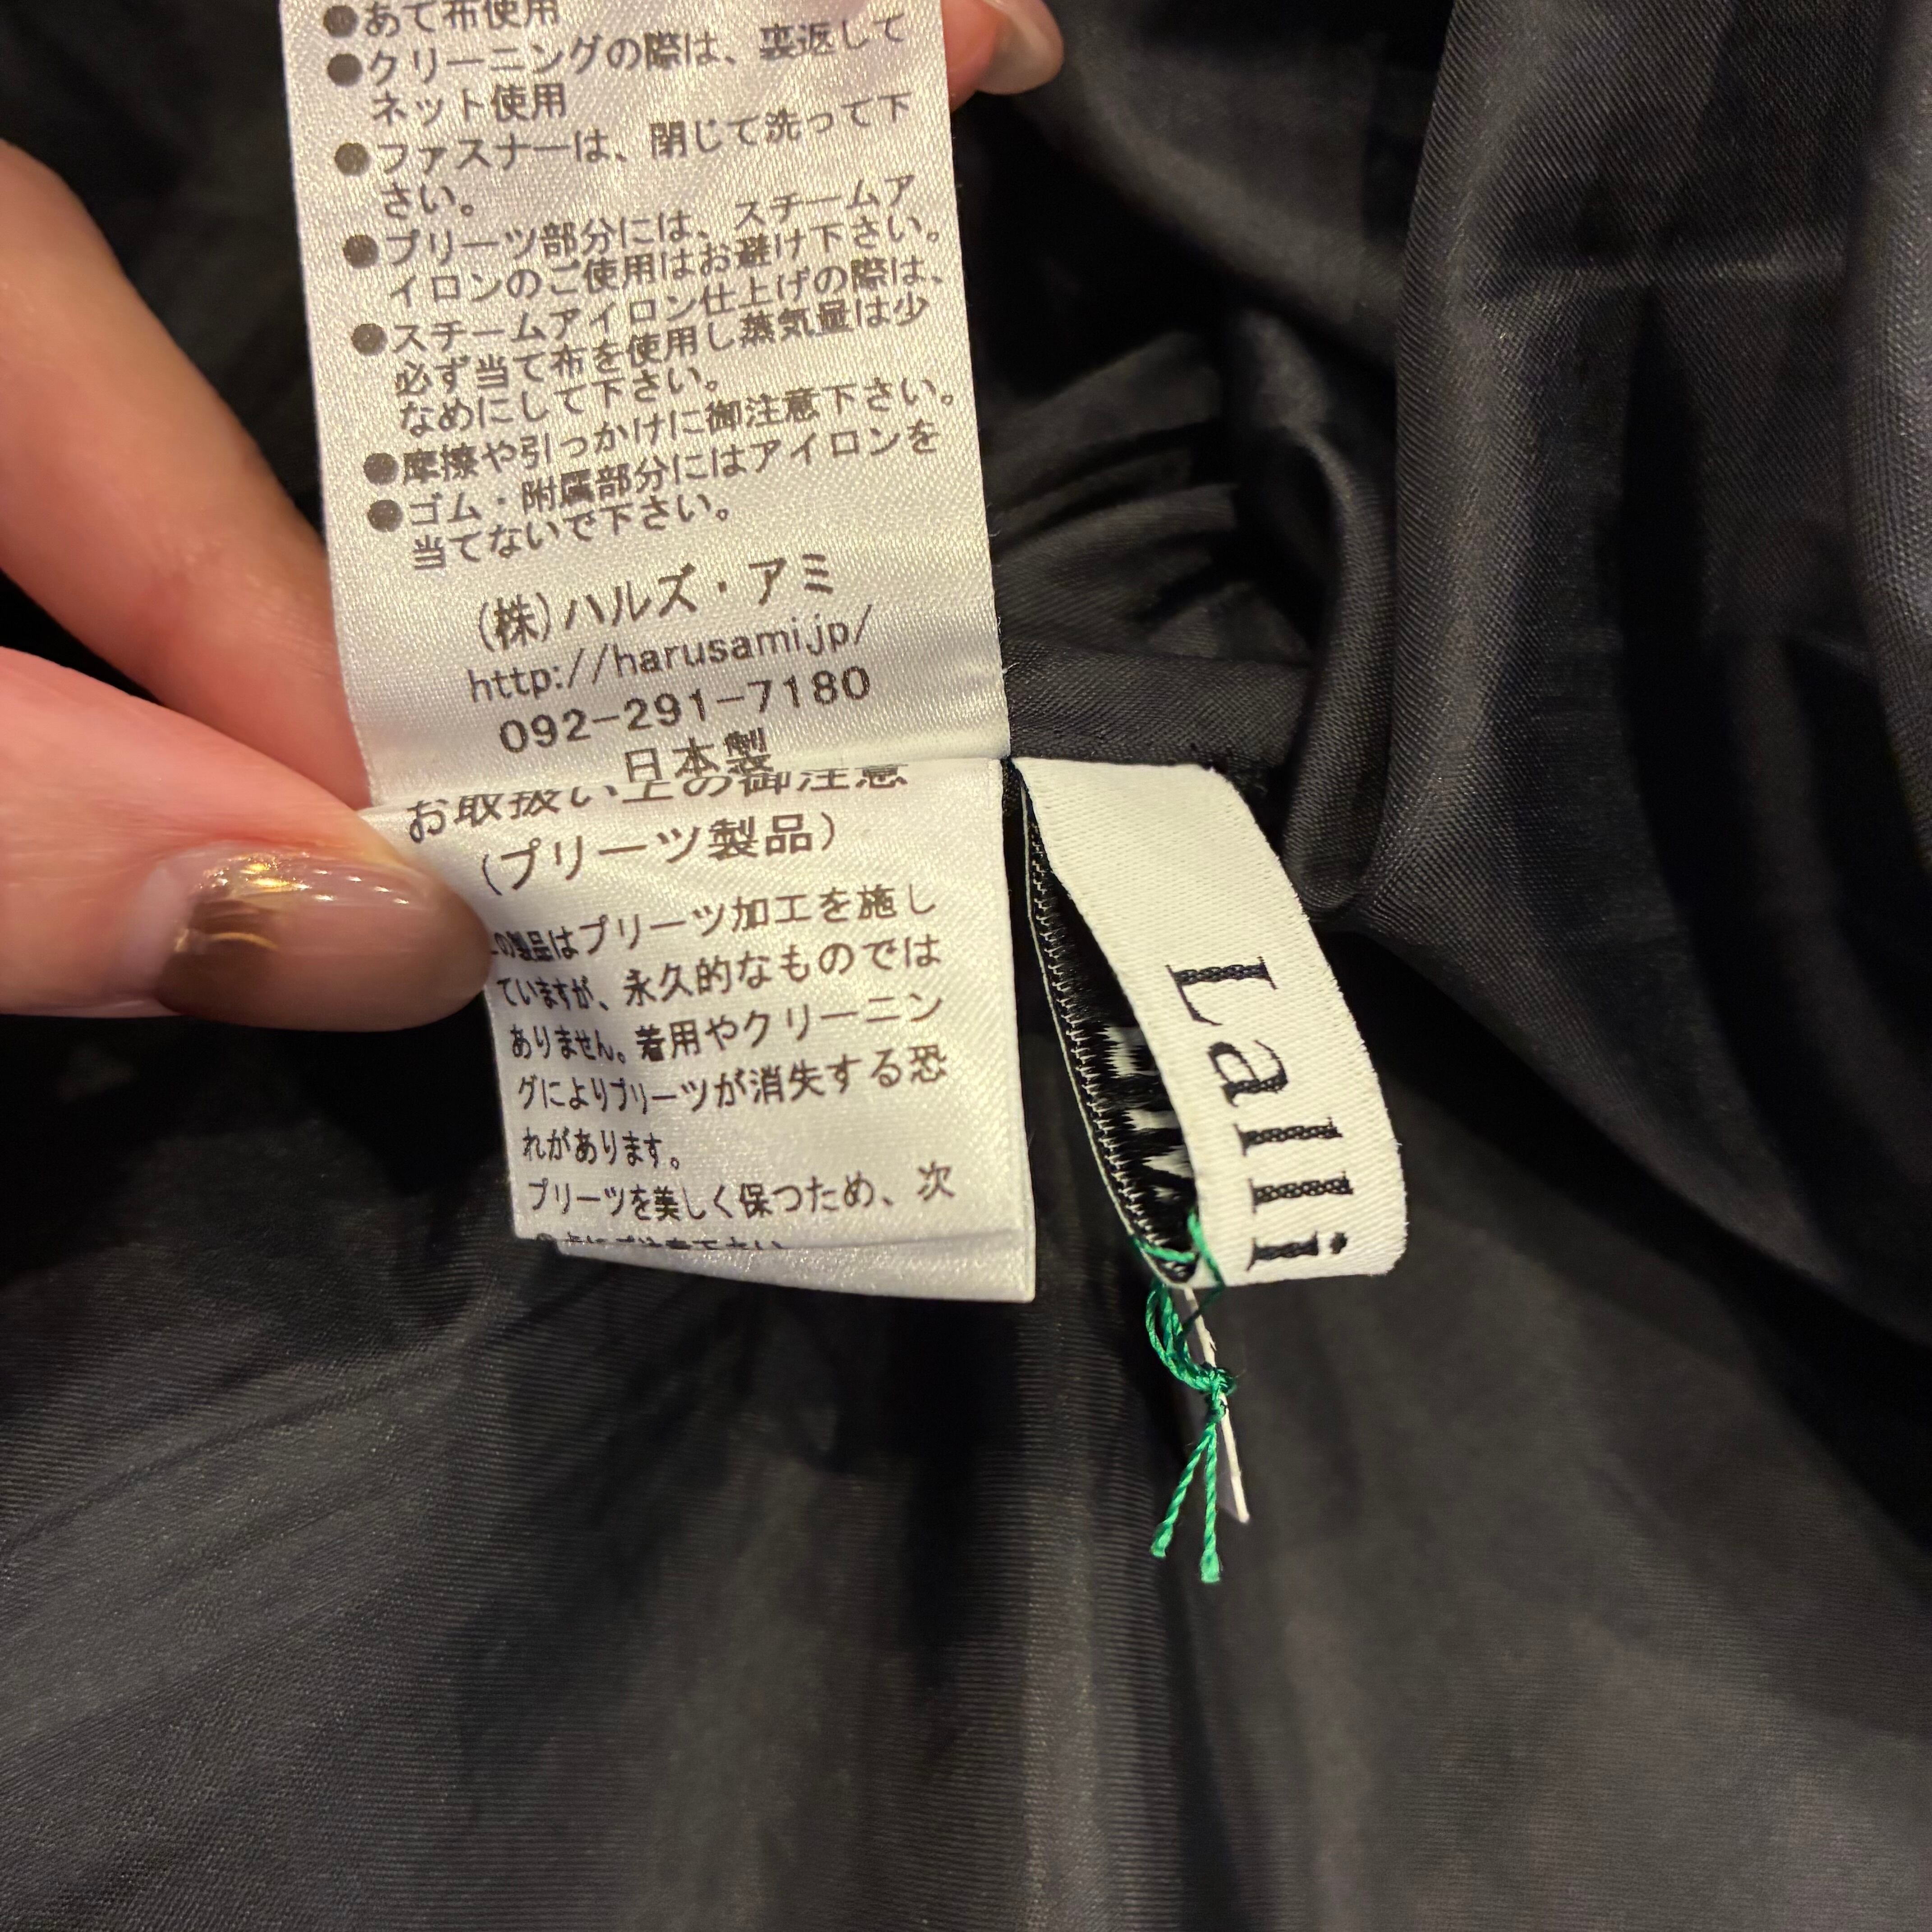 ●あて布使用
●クリーニングの際は、裏返して
ネット使用
●ファスナーは、閉じて洗って下
さい。
●プリーツ部分には、スチームア
イロンのご使用はお避け下さい。
●スチームアイロン仕上げの際は、
必ず当て布を使用し蒸気量は少
なめにして下さい。
●摩擦や引っかけに御注意下さい。
●ゴム・附属部分にはアイロンを
当てないで下さい。
(株)ハルズ・アミ
http://harusami.jp/
092-291-7180
日本製
お取扱い上の御注意
(プリーツ製品)
の製品はプリーツ加工を施し
ていますが、永久的なものでは
ありません。着用やクリーニン
グによりプリーツが消失する恐
れがあります。
プリーツを美しく保つため、次
Lalli